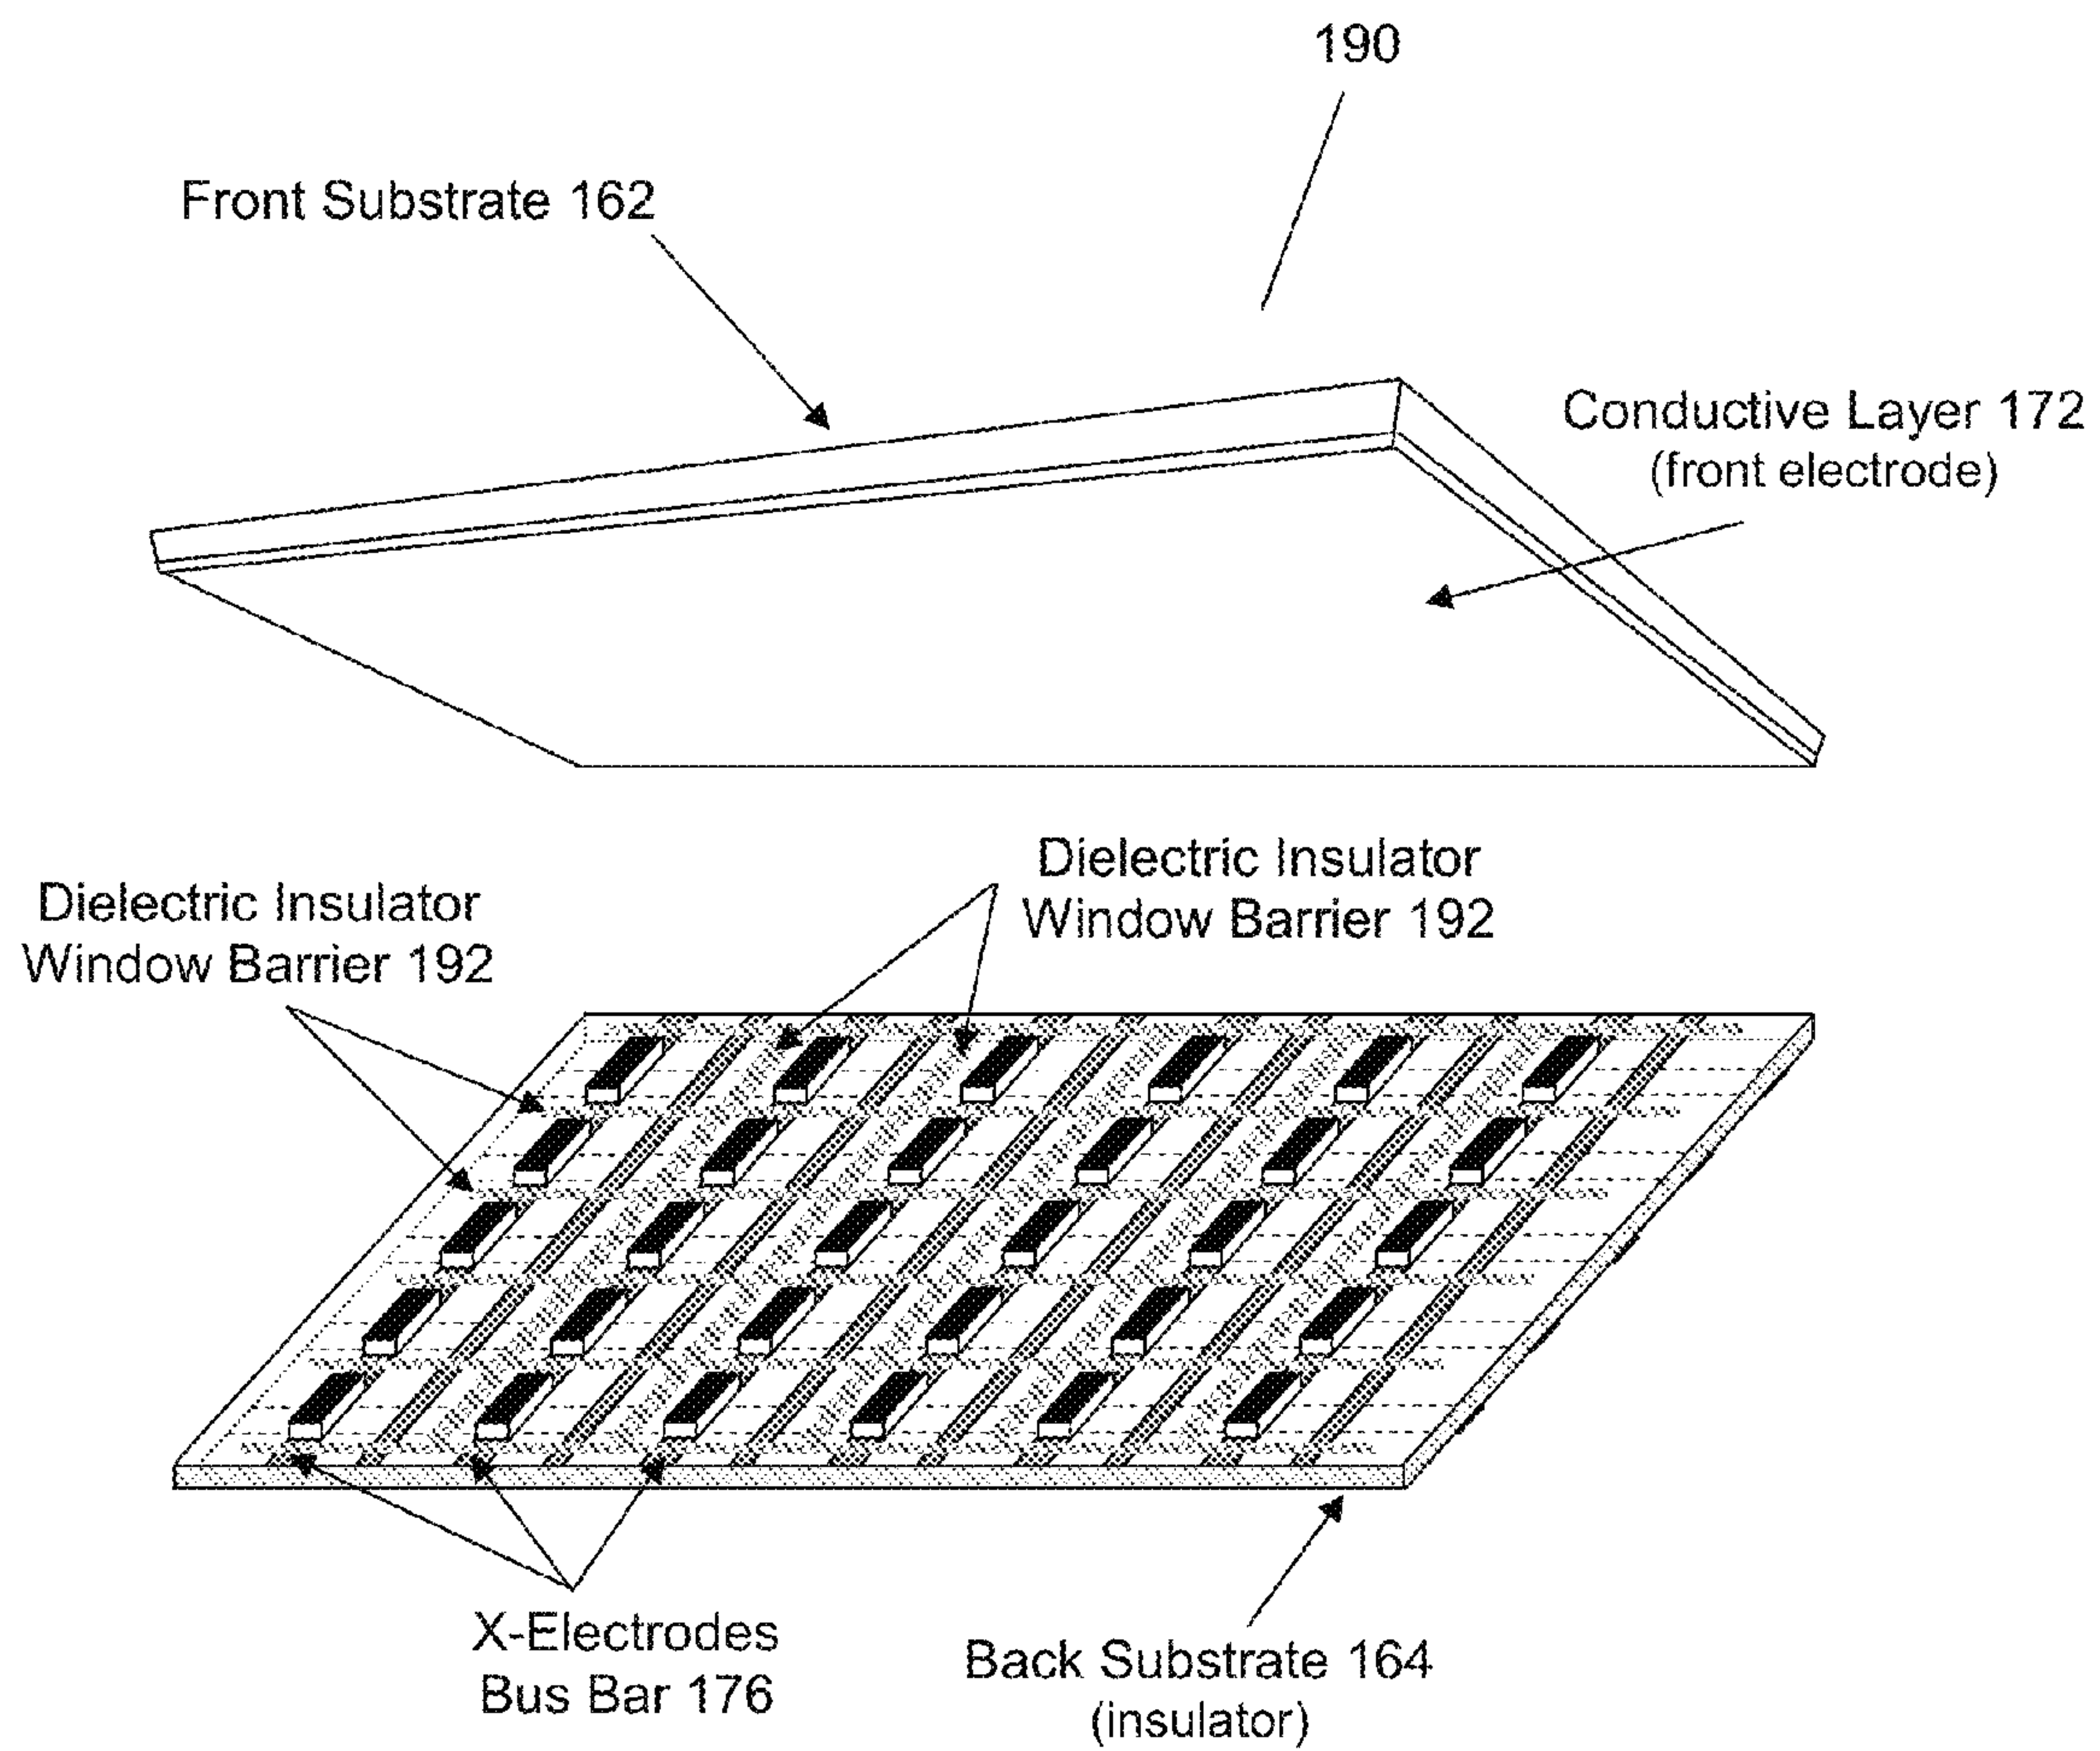 190
Front Substrate 162
Conductive Layer 172
(front electrode)
Dielectric Insulator
Window Barrier 192
Dielectric Insulator
Window Barrier 192
X-Electrodes
Bus Bar 176
Back Substrate 164
(insulator)